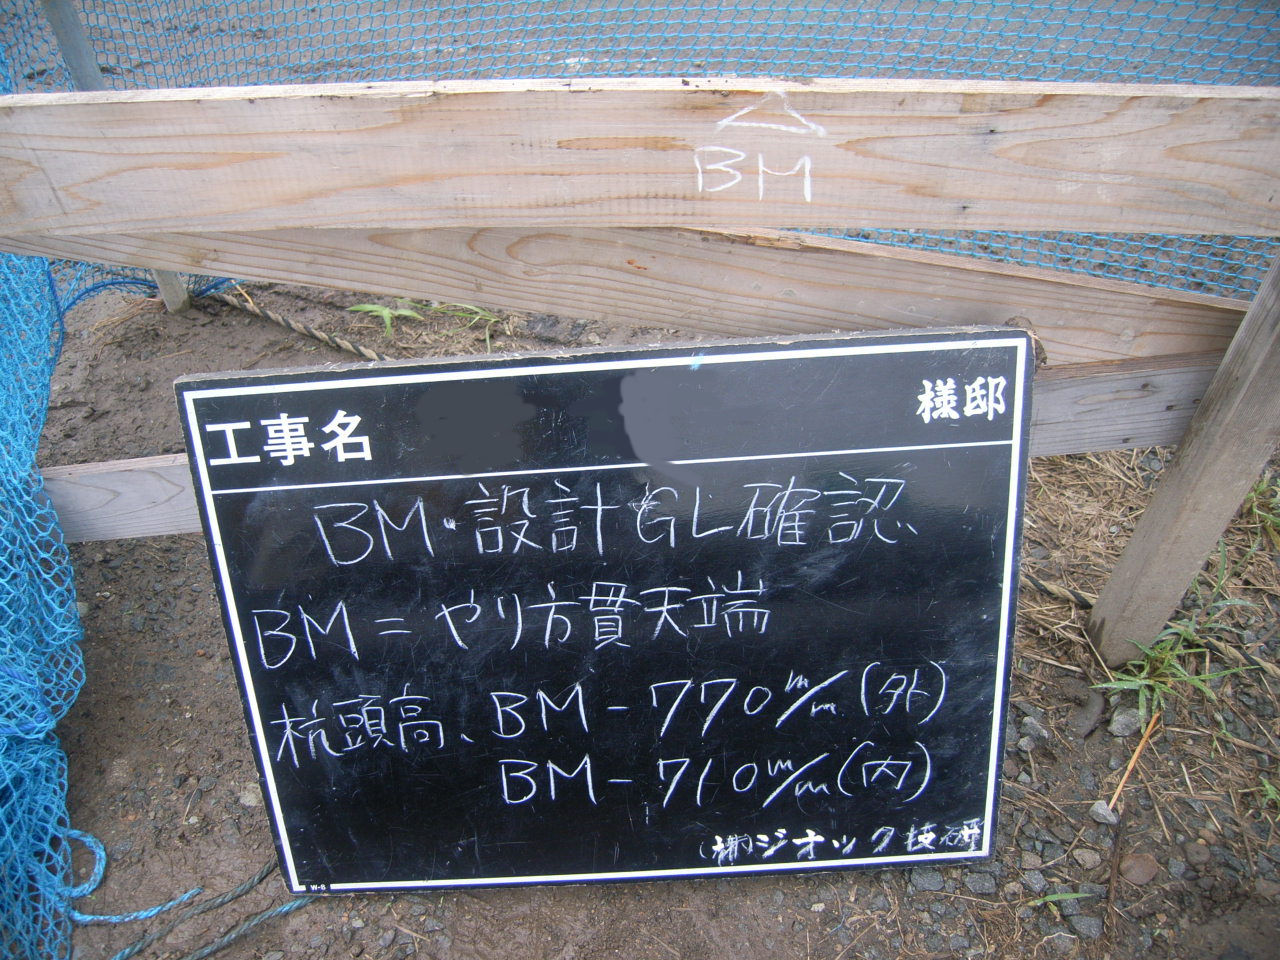 BM
工事名 様邸
BM・設計GL確認
BM=やり方貫天端
杭頭高、BM-770m/m(外)
BM-710m/m(内)
(株)ジオック技研
W-8